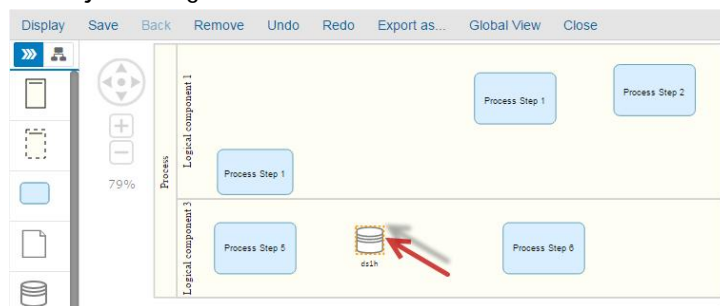 Display Save Back Remove Undo Redo Export as... Global View Close
79%
Process
Logical component 1
Process Step 1
Process Step 2
Process Step 1
Logical component 3
Process Step 5
ds1h
Process Step 6